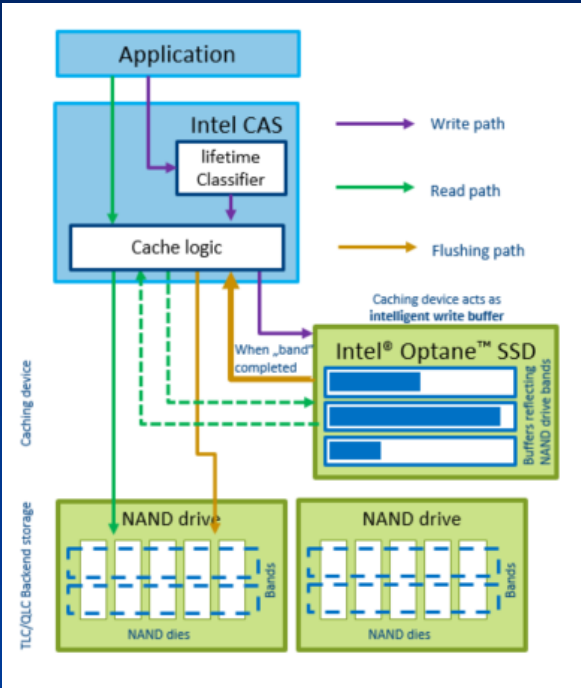 Application
Intel CAS
lifetime
Classifier
Cache logic
Write path
Read path
Flushing path
Caching device acts as
intelligent write buffer
When „band"
completed
Intel® Optane™ SSD
Buffers reflecting
NAND drive bands
Caching device
TLC/QLC Backend storage
NAND drive
Bands
NAND dies
NAND drive
Bands
NAND dies